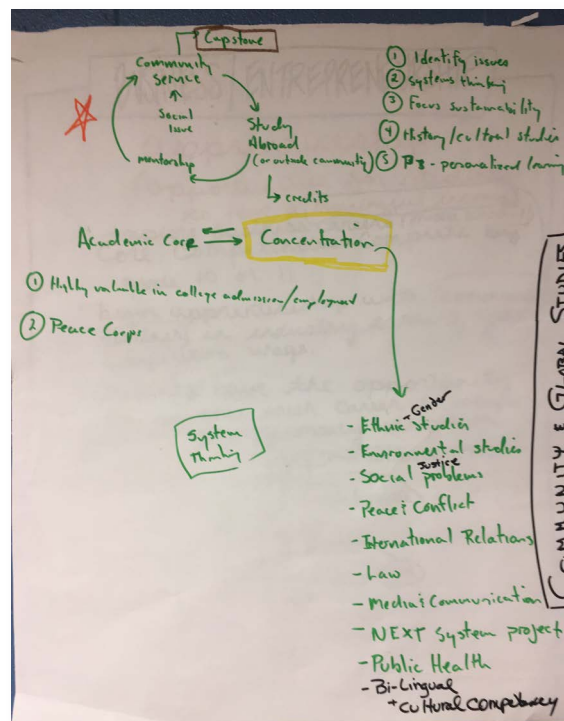 Capstone
Community
Service
Social
Issue
Study
Abroad
(or outside community)
mentorship
credits
① Identify issues
② Systems thinking
③ Focus sustainability
④ History/cultural studies
⑤ personalized learning
Academic Core
Concentration
① Highly valuable in college admission/employment
② Peace Corps
System
Thinking
+ Gender
- Ethnic studies
- Environmental studies
Justice
- Social problems
- Peace & Conflict
- International Relations
- Law
- Media & Communication
- NEXT System project
- Public Health
- Bi-Lingual
+ cultural competency
COMMUNITY & GLOBAL STUDIES